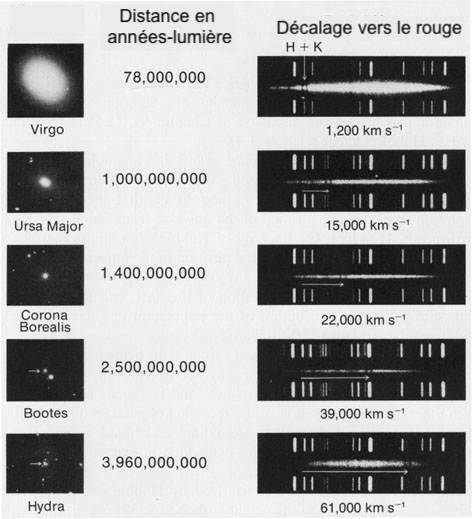 Distance en
années-lumière
Décalage vers le rouge
H + K
Virgo
78,000,000
1,200 km s⁻¹
Ursa Major
1,000,000,000
15,000 km s⁻¹
Corona
Borealis
1,400,000,000
22,000 km s⁻¹
Bootes
2,500,000,000
39,000 km s⁻¹
Hydra
3,960,000,000
61,000 km s⁻¹